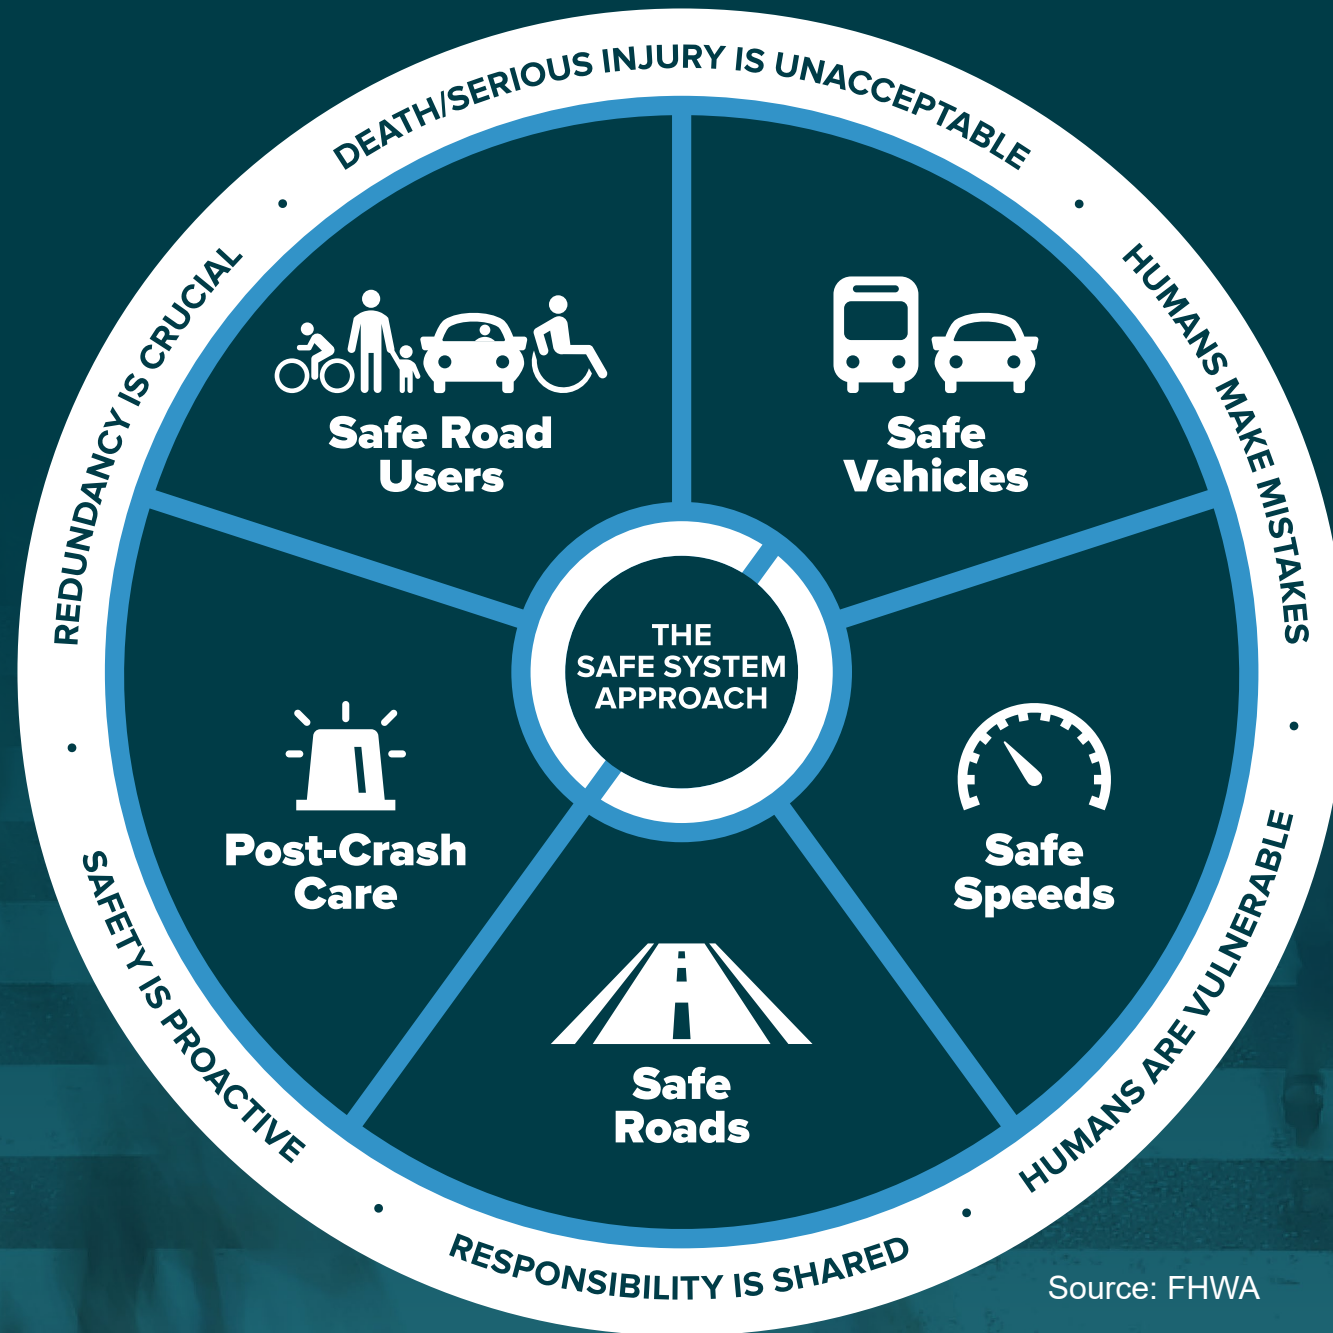 DEATH/SERIOUS INJURY IS UNACCEPTABLE
HUMANS MAKE MISTAKES
HUMANS ARE VULNERABLE
RESPONSIBILITY IS SHARED
SAFETY IS PROACTIVE
REDUNDANCY IS CRUCIAL
Safe Road
Users
Safe
Vehicles
Safe
Speeds
Safe
Roads
Post-Crash
Care
THE
SAFE SYSTEM
APPROACH
Source: FHWA